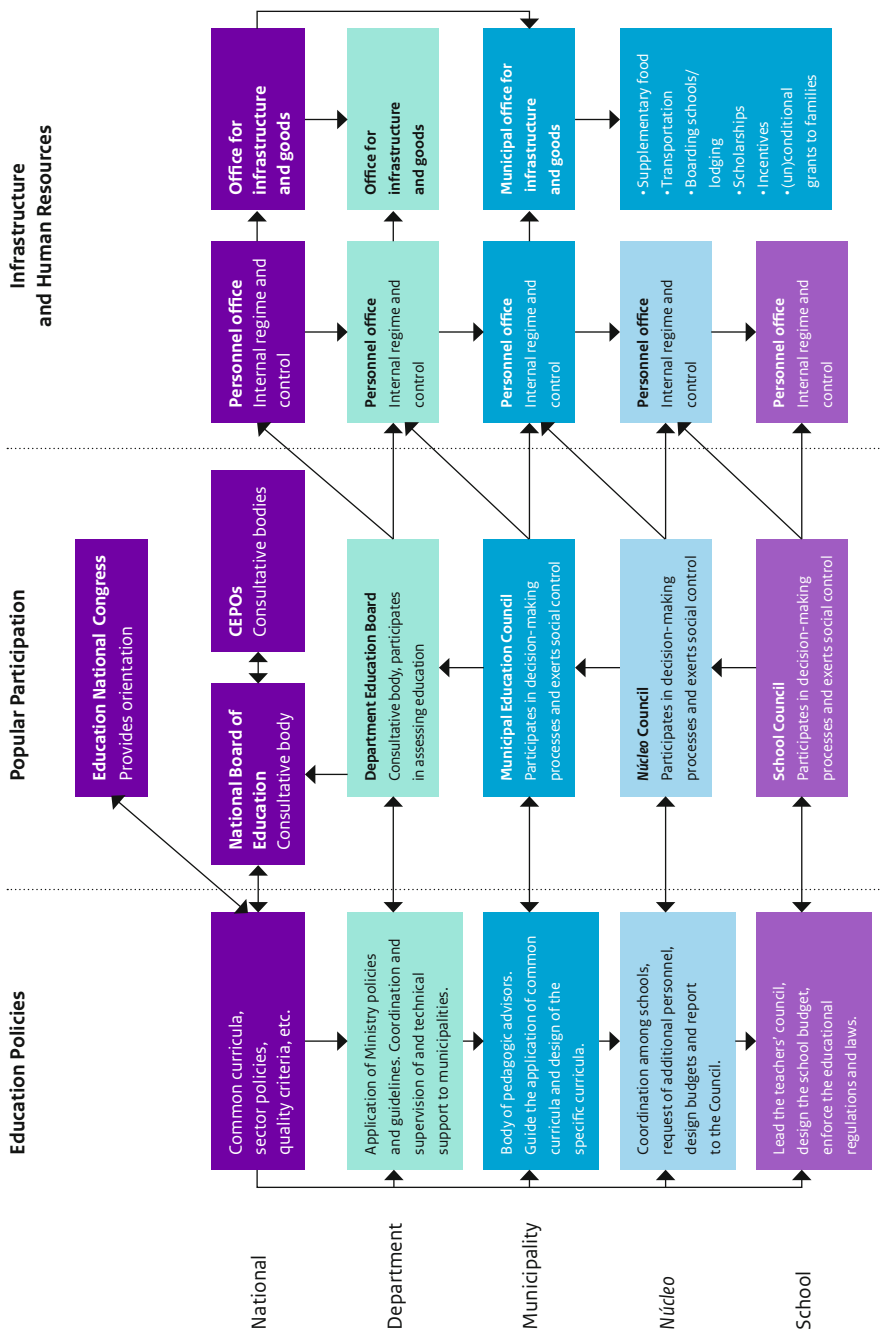 Education Policies
Popular Participation
Infrastructure
and Human Resources
Education National Congress
Provides orientation
National
Common curricula,
sector policies,
quality criteria, etc.
National Board of
Education
Consultative body
CEPOs
Consultative bodies
Personnel office
Internal regime and
control
Office for
infrastructure
and goods
Department
Application of Ministry policies
and guidelines. Coordination and
supervision of and technical
support to municipalities.
Department Education Board
Consultative body, participates
in assessing education
Personnel office
Internal regime and
control
Office for
infrastructure
and goods
Municipality
Body of pedagogic advisors.
Guide the application of common
curricula and design of the
specific curricula.
Municipal Education Council
Participates in decision-making
processes and exerts social control
Personnel office
Internal regime and
control
Municipal office for
infrastructure
and goods
Núcleo
Coordination among schools,
request of additional personnel,
design budgets and report
to the Council.
Núcleo Council
Participates in decision-making
processes and exerts social control
Personnel office
Internal regime and
control
• Supplementary food
• Transportation
• Boarding schools/
lodging
• Scholarships
• Incentives
• (un)conditional
grants to families
School
Lead the teachers’ council,
design the school budget,
enforce the educational
regulations and laws.
School Council
Participates in decision-making
processes and exerts social control
Personnel office
Internal regime and
control